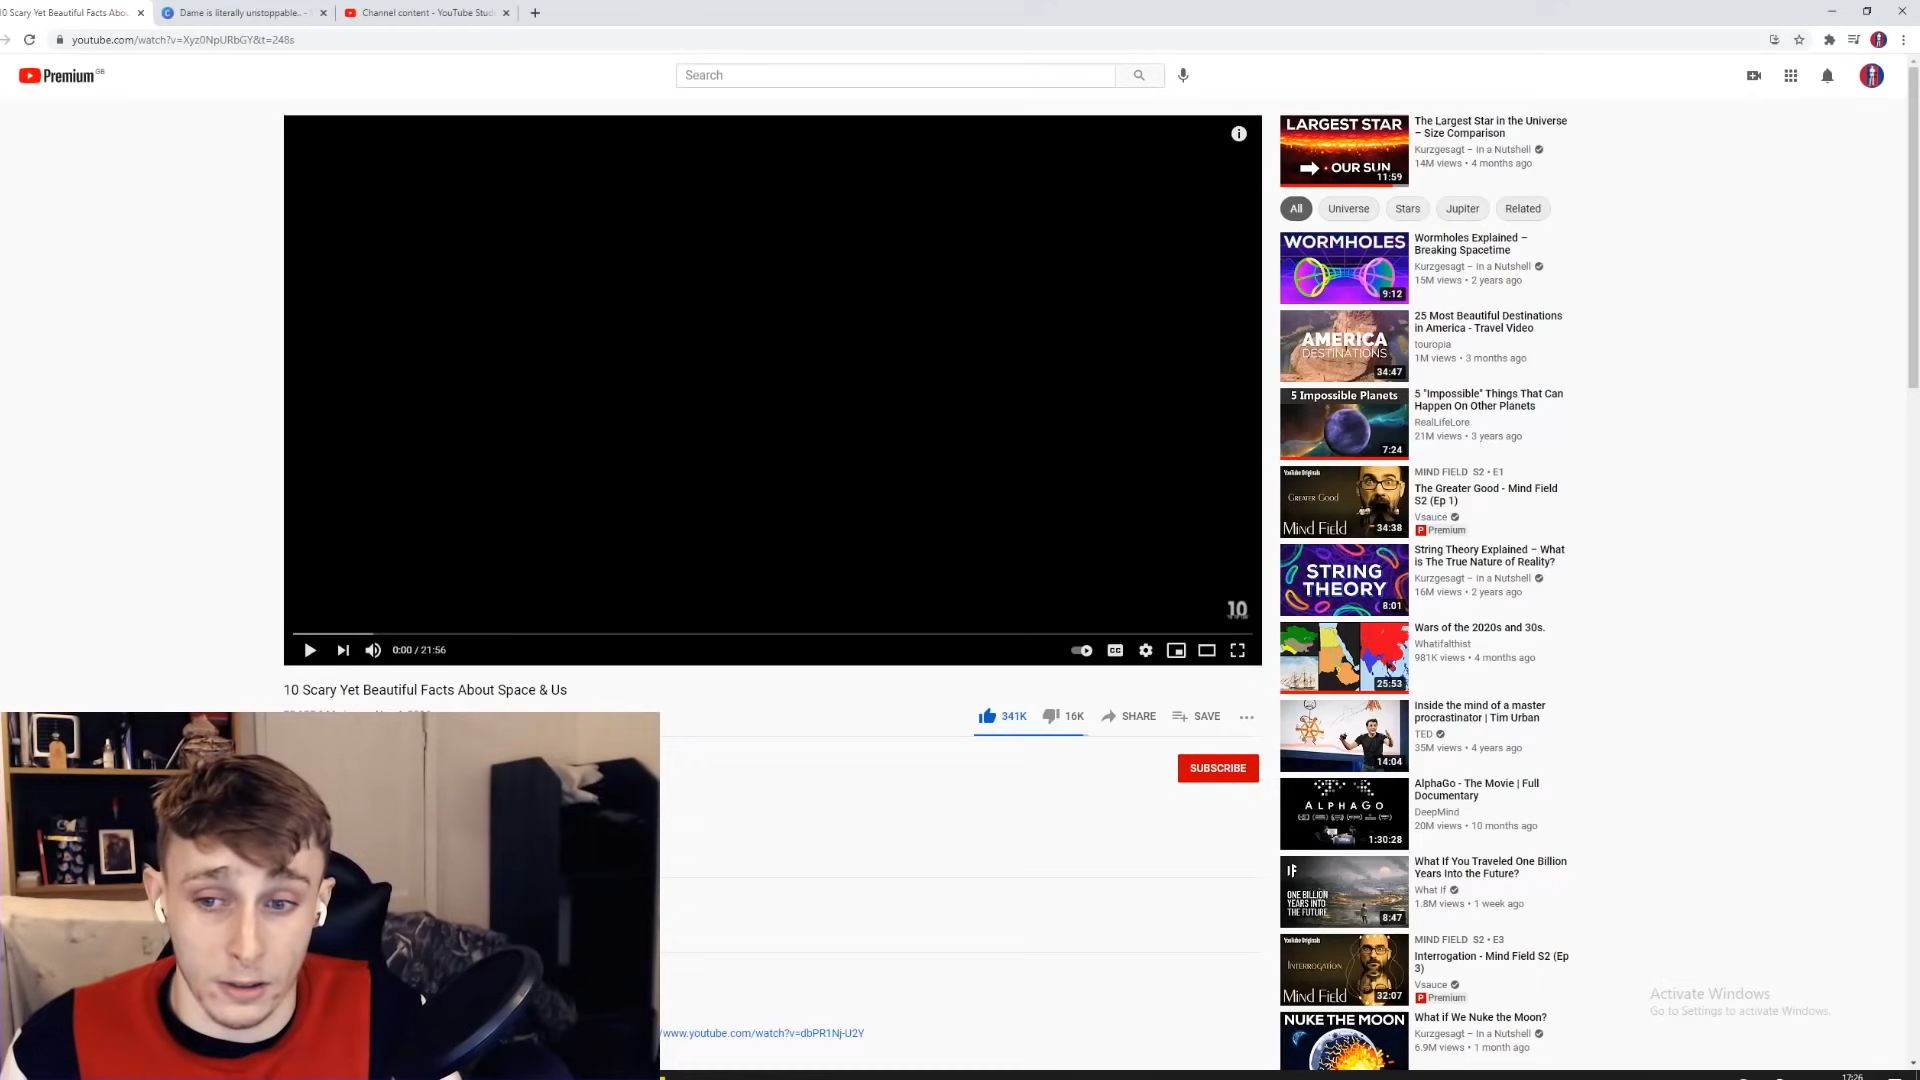 10 Scary Yet Beautiful Facts Abou
Dame is literally unstoppable.. -
Channel content - YouTube Stud
youtube.com/watch?v=Xyz0NpURbGY&t=248s
Premium GB
Search
LARGEST STAR
OUR SUN
11:59
The Largest Star in the Universe
– Size Comparison
Kurzgesagt – In a Nutshell
14M views • 4 months ago
All
Universe
Stars
Jupiter
Related
WORMHOLES
9:12
Wormholes Explained –
Breaking Spacetime
Kurzgesagt – In a Nutshell
15M views • 2 years ago
AMERICA
DESTINATIONS
34:47
25 Most Beautiful Destinations
in America - Travel Video
touropia
1M views • 3 months ago
5 Impossible Planets
7:24
5 "Impossible" Things That Can
Happen On Other Planets
RealLifeLore
21M views • 3 years ago
YouTube Originals
GREATER GOOD
MIND FIELD
34:38
MIND FIELD S2 • E1
The Greater Good - Mind Field
S2 (Ep 1)
Vsauce
Premium
STRING
THEORY
8:01
String Theory Explained – What
is The True Nature of Reality?
Kurzgesagt – In a Nutshell
16M views • 2 years ago
25:53
Wars of the 2020s and 30s.
Whatifalthist
981K views • 4 months ago
14:04
Inside the mind of a master
procrastinator | Tim Urban
TED
35M views • 4 years ago
ALPHAGO
1:30:28
AlphaGo - The Movie | Full
Documentary
DeepMind
20M views • 10 months ago
IF
ONE BILLION
YEARS INTO
THE FUTURE
8:47
What If You Traveled One Billion
Years Into the Future?
What If
1.8M views • 1 week ago
YouTube Originals
INTERROGATION
MIND FIELD
32:07
MIND FIELD S2 • E3
Interrogation - Mind Field S2 (Ep
3)
Vsauce
Premium
NUKE THE MOON
What if We Nuke the Moon?
Kurzgesagt – In a Nutshell
6.9M views • 1 month ago
10
0:00 / 21:56
CC
10 Scary Yet Beautiful Facts About Space & Us
341K
16K
SHARE
SAVE
SUBSCRIBE
/www.youtube.com/watch?v=dbPR1Nj-U2Y
Activate Windows
Go to Settings to activate Windows.
17:26